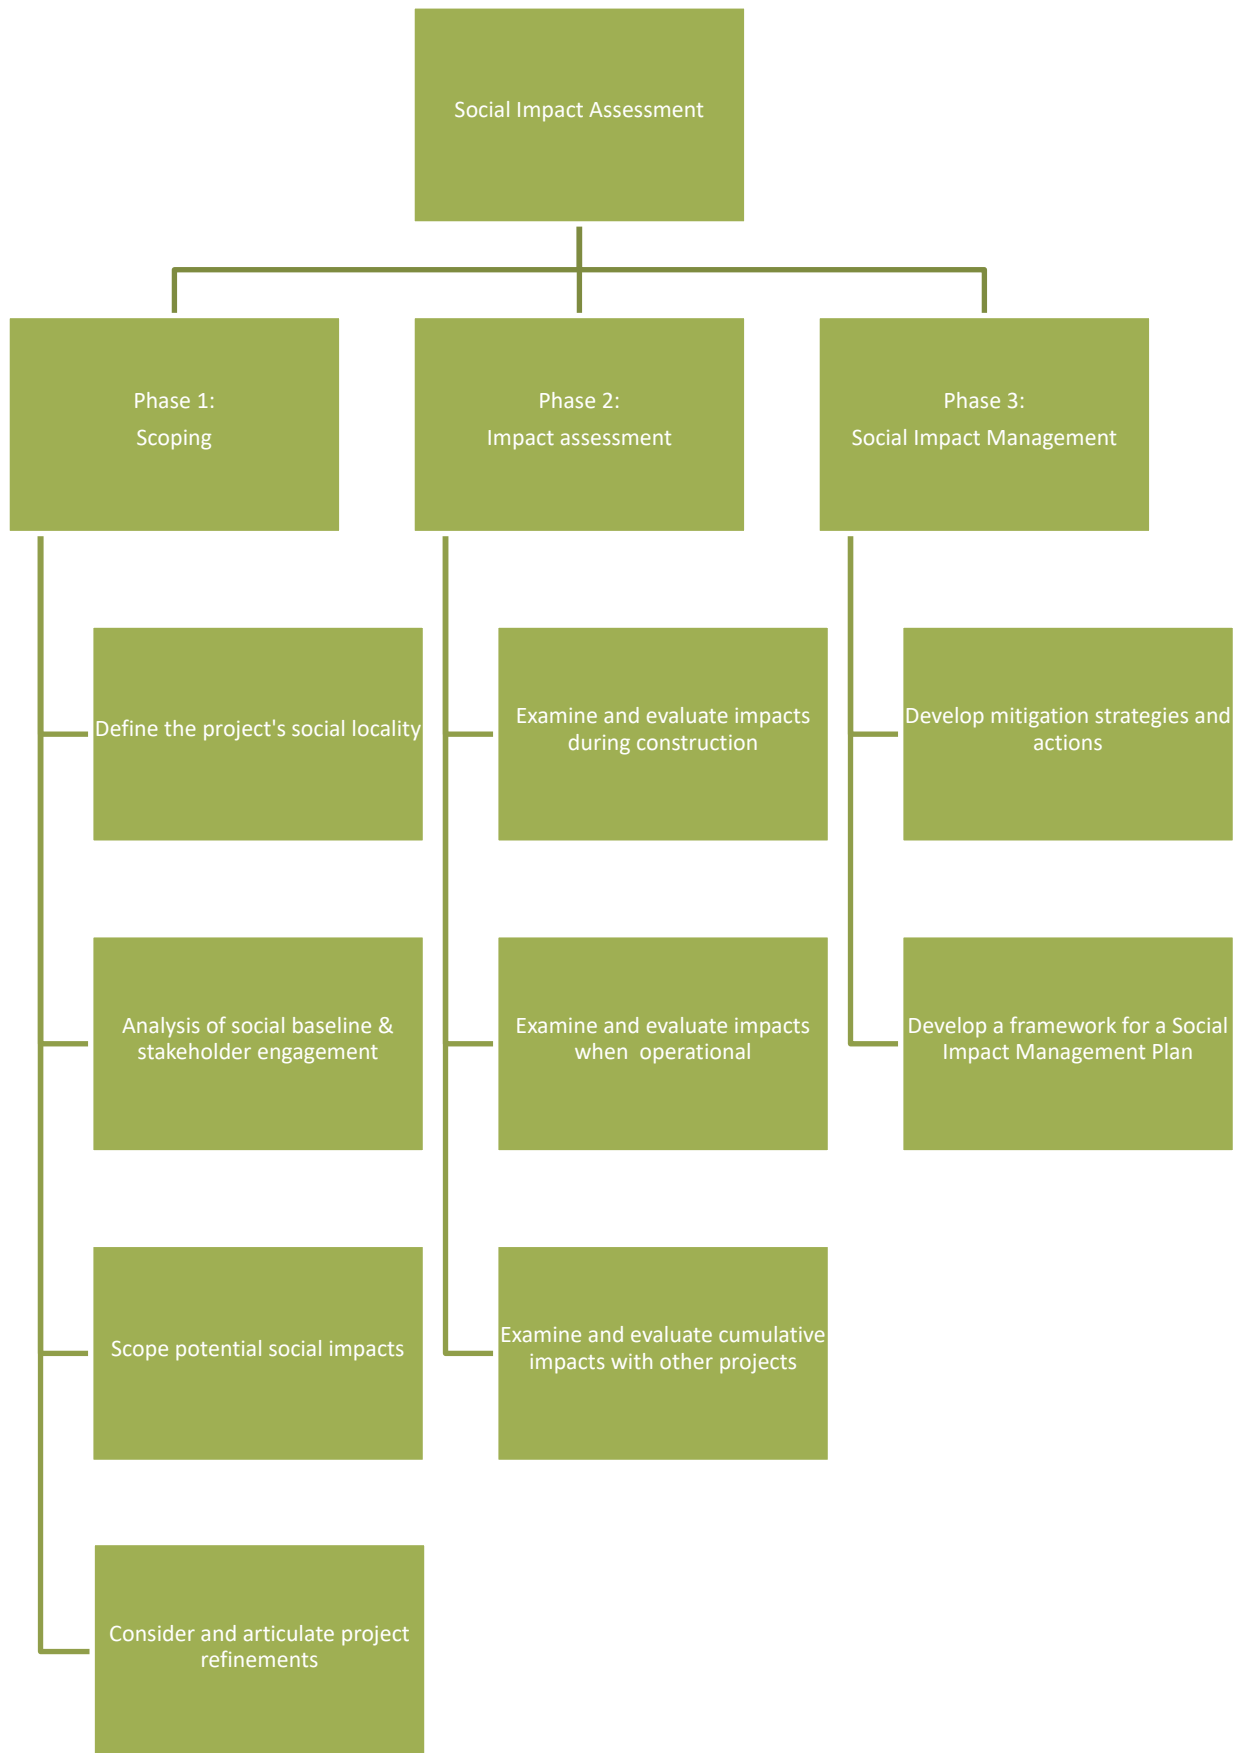 Social Impact Assessment
Phase 1:
Scoping
Phase 2:
Impact assessment
Phase 3:
Social Impact Management
Define the project's social locality
Examine and evaluate impacts
during construction
Develop mitigation strategies and
actions
Analysis of social baseline &
stakeholder engagement
Examine and evaluate impacts
when  operational
Develop a framework for a Social
Impact Management Plan
Scope potential social impacts
Examine and evaluate cumulative
impacts with other projects
Consider and articulate project
refinements